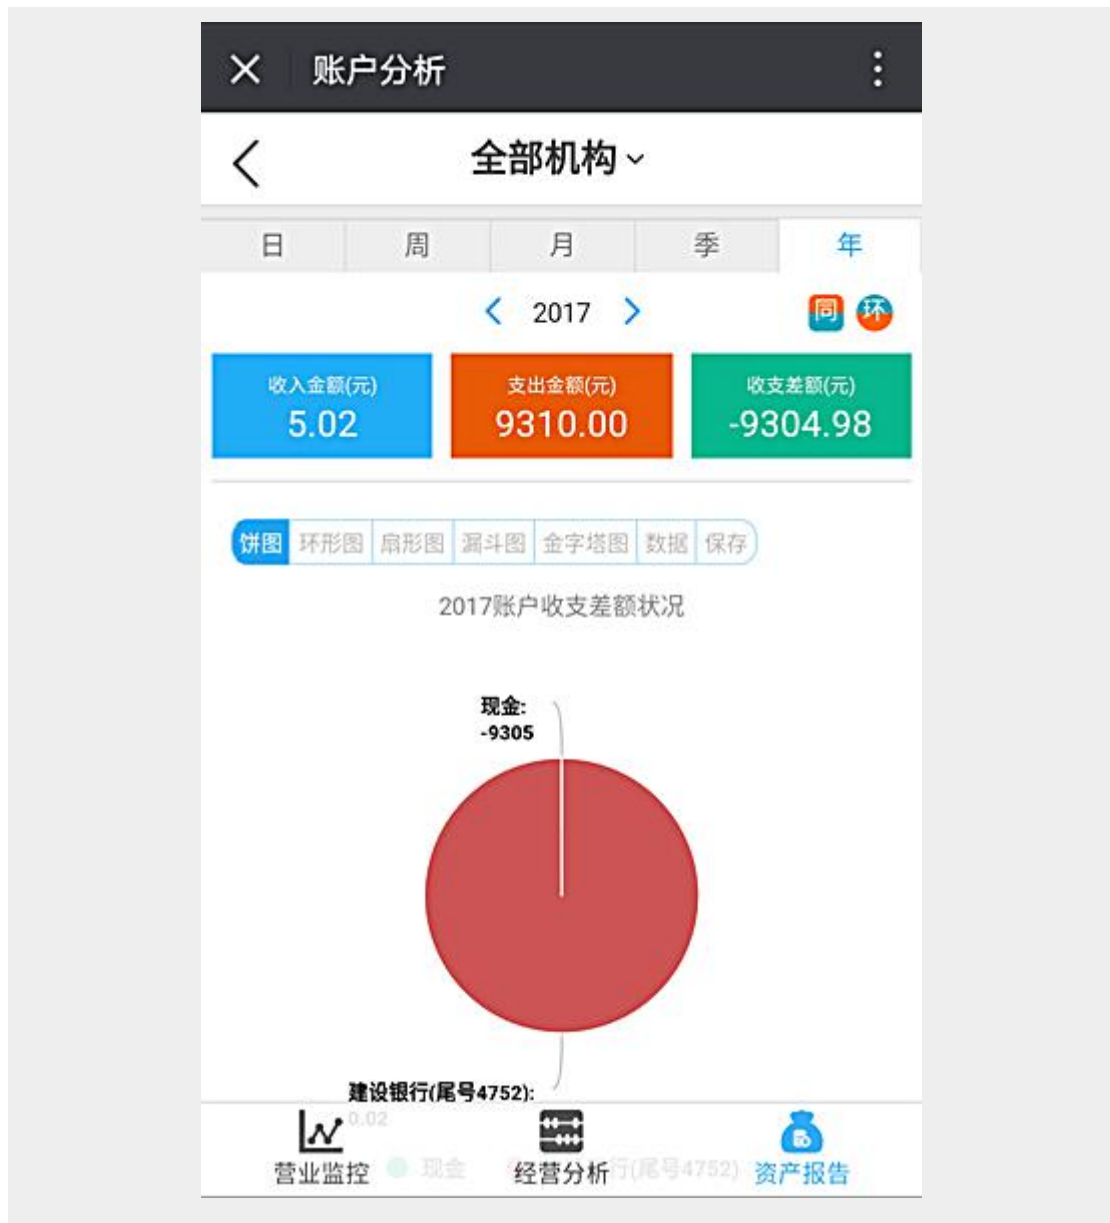 账户分析
全部机构
日 周 月 季 年
2017 同 环
收入金额(元) 支出金额(元) 收支差额(元)
5.02 9310.00 -9304.98
饼图 环形图 扇形图 漏斗图 金字塔图 数据 保存
2017账户收支差额状况
现金:
-9305
建设银行(尾号4752):
0.02
现金 行(尾号4752)
营业监控 经营分析 资产报告